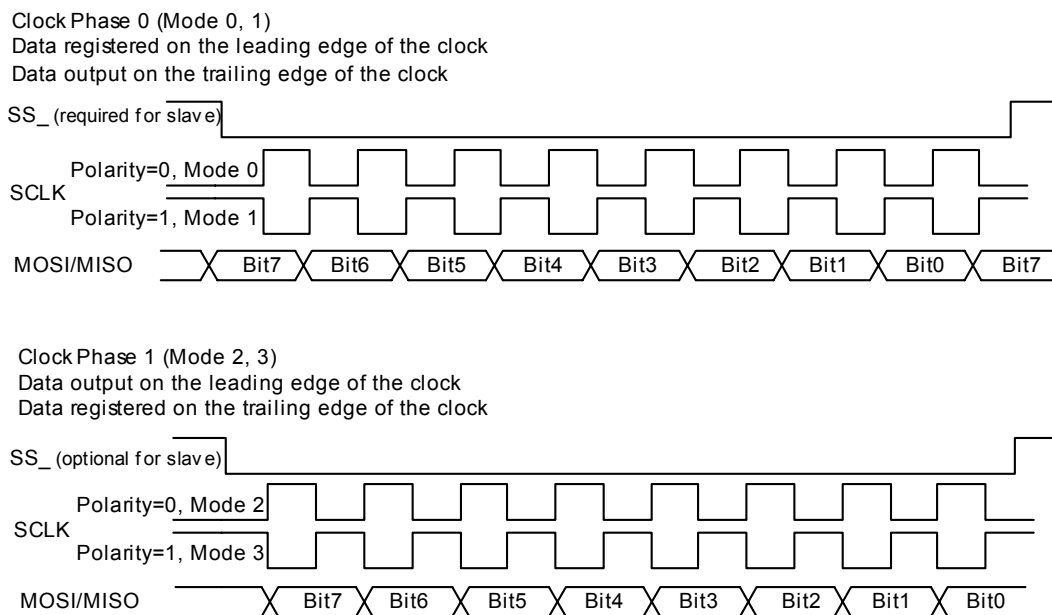 Clock Phase 0 (Mode 0, 1)
Data registered on the leading edge of the clock
Data output on the trailing edge of the clock
SS_ (required for slave)
Polarity=0, Mode 0
SCLK
Polarity=1, Mode 1
MOSI/MISO Bit7 Bit6 Bit5 Bit4 Bit3 Bit2 Bit1 Bit0 Bit7
Clock Phase 1 (Mode 2, 3)
Data output on the leading edge of the clock
Data registered on the trailing edge of the clock
SS_ (optional for slave)
Polarity=0, Mode 2
SCLK
Polarity=1, Mode 3
MOSI/MISO Bit7 Bit6 Bit5 Bit4 Bit3 Bit2 Bit1 Bit0